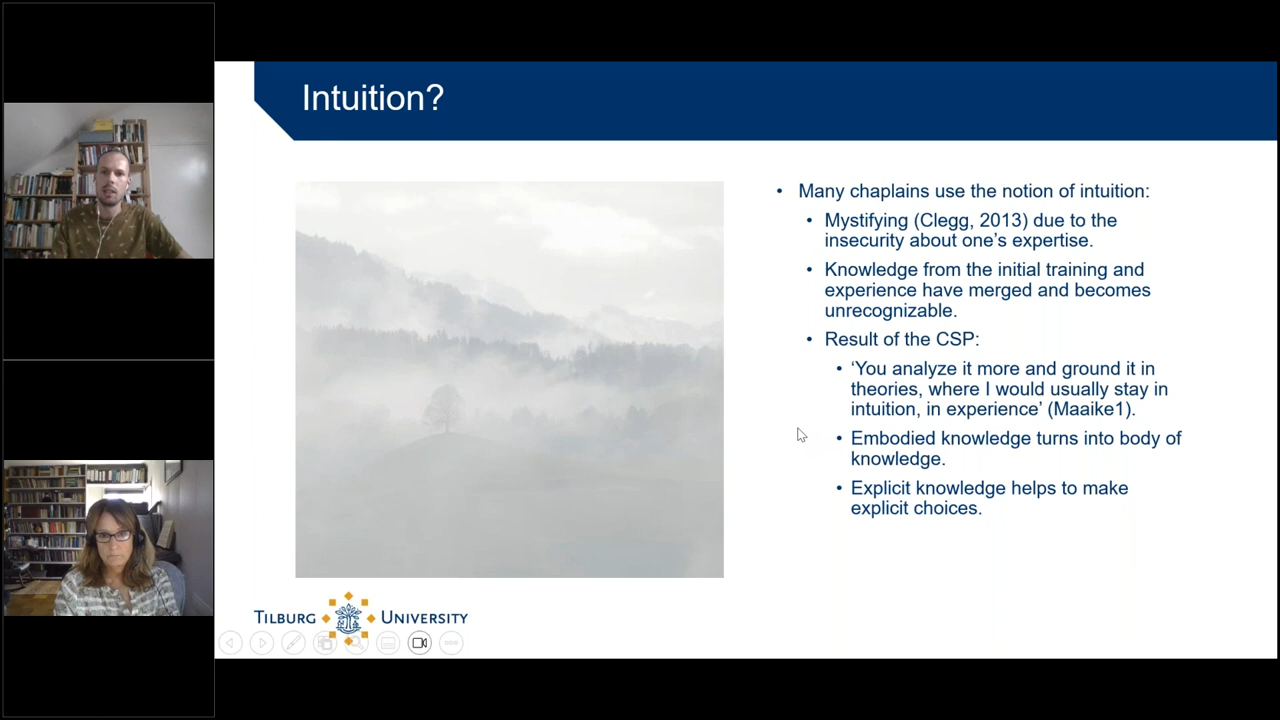 Intuition?
• Many chaplains use the notion of intuition:
• Mystifying (Clegg, 2013) due to the
insecurity about one’s expertise.
• Knowledge from the initial training and
experience have merged and becomes
unrecognizable.
• Result of the CSP:
• ‘You analyze it more and ground it in
theories, where I would usually stay in
intuition, in experience’ (Maaike1).
• Embodied knowledge turns into body of
knowledge.
• Explicit knowledge helps to make
explicit choices.
TILBURG UNIVERSITY